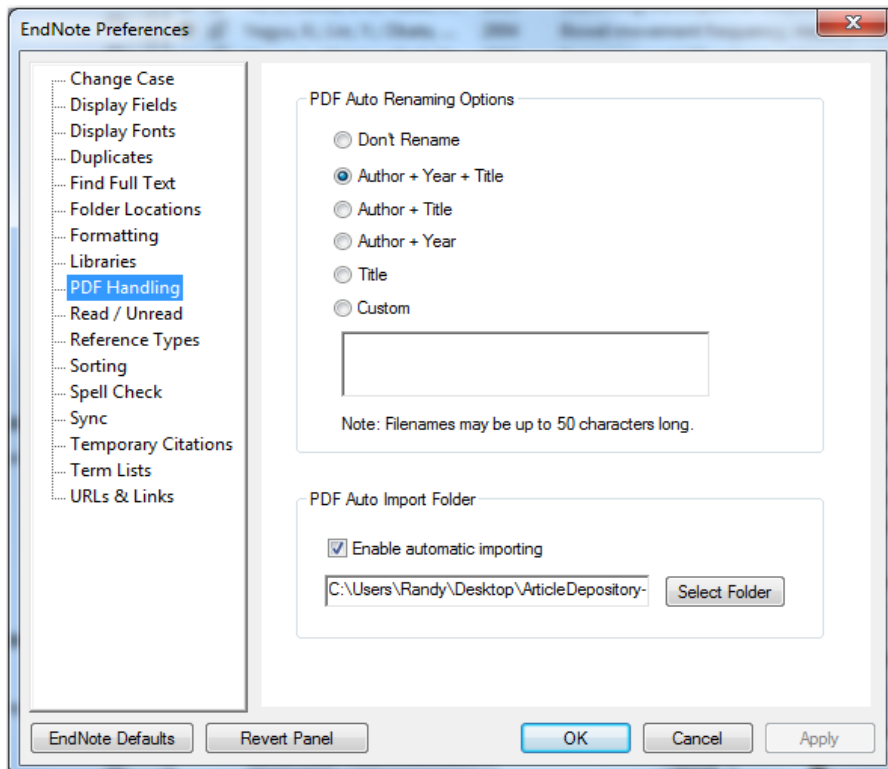 EndNote Preferences
Change Case
Display Fields
Display Fonts
Duplicates
Find Full Text
Folder Locations
Formatting
Libraries
PDF Handling
Read / Unread
Reference Types
Sorting
Spell Check
Sync
Temporary Citations
Term Lists
URLs & Links
PDF Auto Renaming Options
Don't Rename
Author + Year + Title
Author + Title
Author + Year
Title
Custom
Note: Filenames may be up to 50 characters long.
PDF Auto Import Folder
Enable automatic importing
C:\Users\Randy\Desktop\ArticleDepository-
Select Folder
EndNote Defaults
Revert Panel
OK
Cancel
Apply